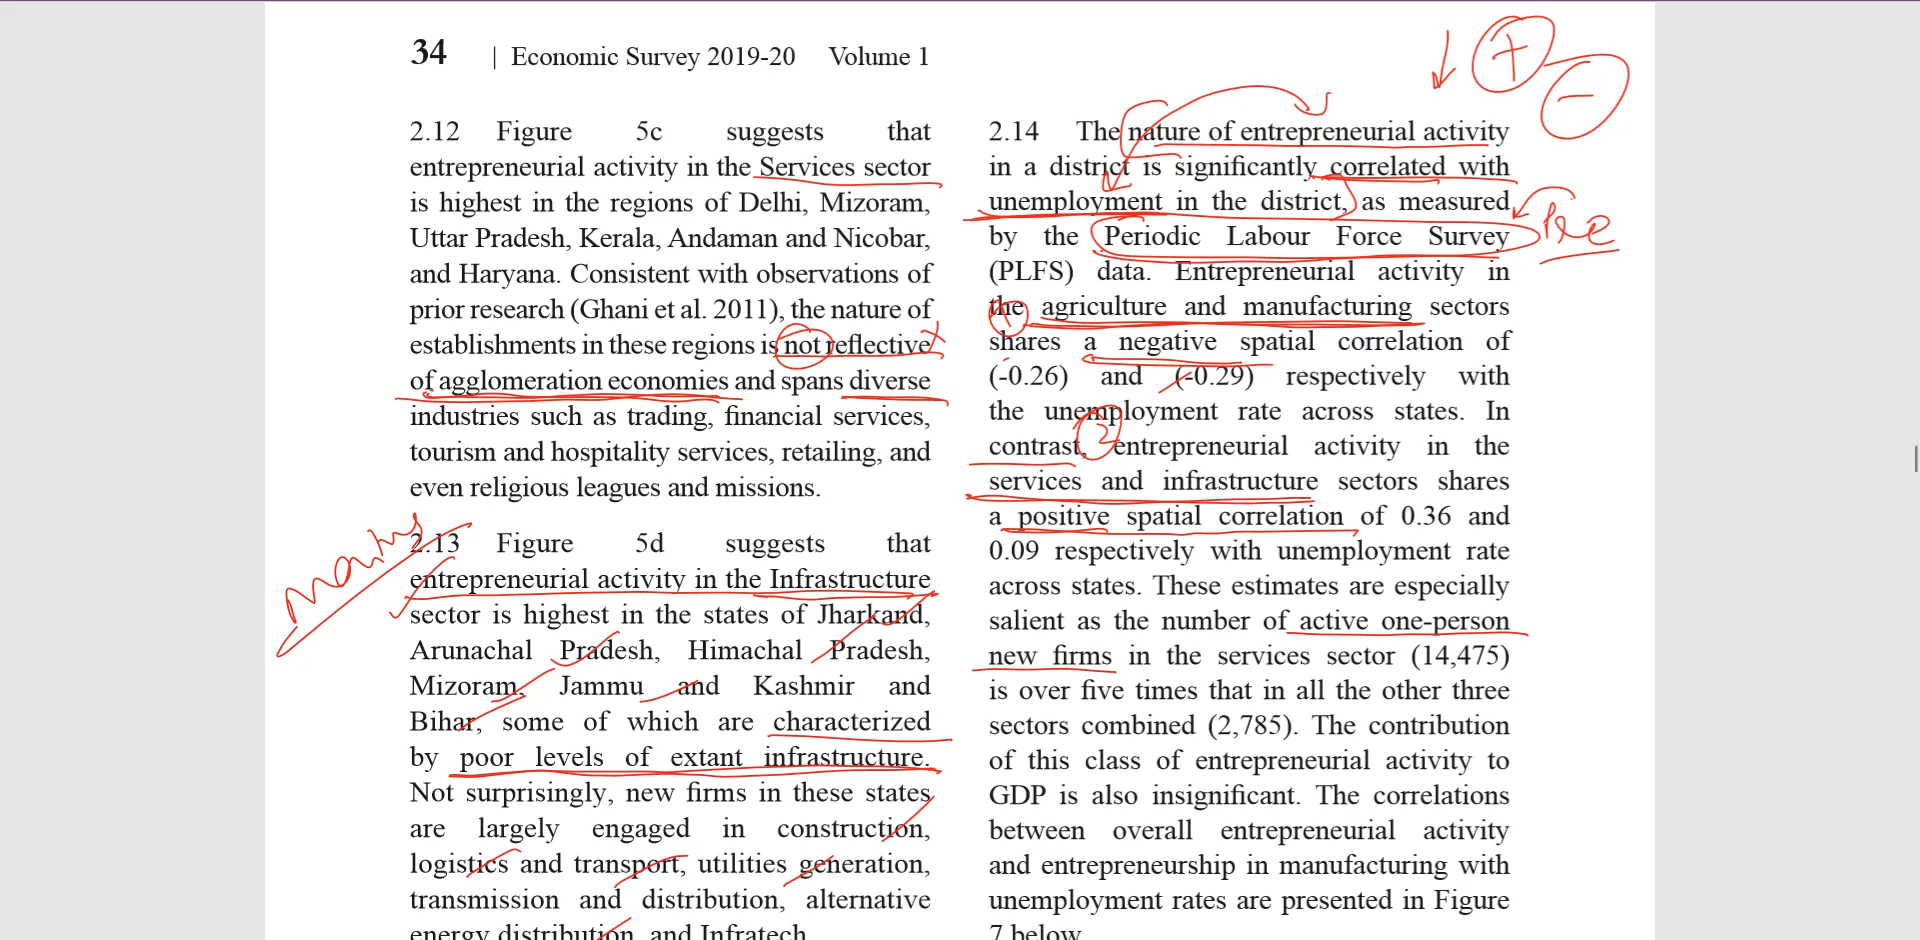 34 | Economic Survey 2019-20 Volume 1
2.12 Figure 5c suggests that
entrepreneurial activity in the Services sector
is highest in the regions of Delhi, Mizoram,
Uttar Pradesh, Kerala, Andaman and Nicobar,
and Haryana. Consistent with observations of
prior research (Ghani et al. 2011), the nature of
establishments in these regions is not reflective
of agglomeration economies and spans diverse
industries such as trading, financial services,
tourism and hospitality services, retailing, and
even religious leagues and missions.
2.13 Figure 5d suggests that
entrepreneurial activity in the Infrastructure
sector is highest in the states of Jharkand,
Arunachal Pradesh, Himachal Pradesh,
Mizoram, Jammu and Kashmir and
Bihar, some of which are characterized
by poor levels of extant infrastructure.
Not surprisingly, new firms in these states
are largely engaged in construction,
logistics and transport, utilities generation,
transmission and distribution, alternative
energy distribution, and Infratech.
2.14 The nature of entrepreneurial activity
in a district is significantly correlated with
unemployment in the district, as measured
by the Periodic Labour Force Survey
(PLFS) data. Entrepreneurial activity in
the agriculture and manufacturing sectors
shares a negative spatial correlation of
(-0.26) and (-0.29) respectively with
the unemployment rate across states. In
contrast, entrepreneurial activity in the
services and infrastructure sectors shares
a positive spatial correlation of 0.36 and
0.09 respectively with unemployment rate
across states. These estimates are especially
salient as the number of active one-person
new firms in the services sector (14,475)
is over five times that in all the other three
sectors combined (2,785). The contribution
of this class of entrepreneurial activity to
GDP is also insignificant. The correlations
between overall entrepreneurial activity
and entrepreneurship in manufacturing with
unemployment rates are presented in Figure
7 below
+
-
Pre
1
2
Mains